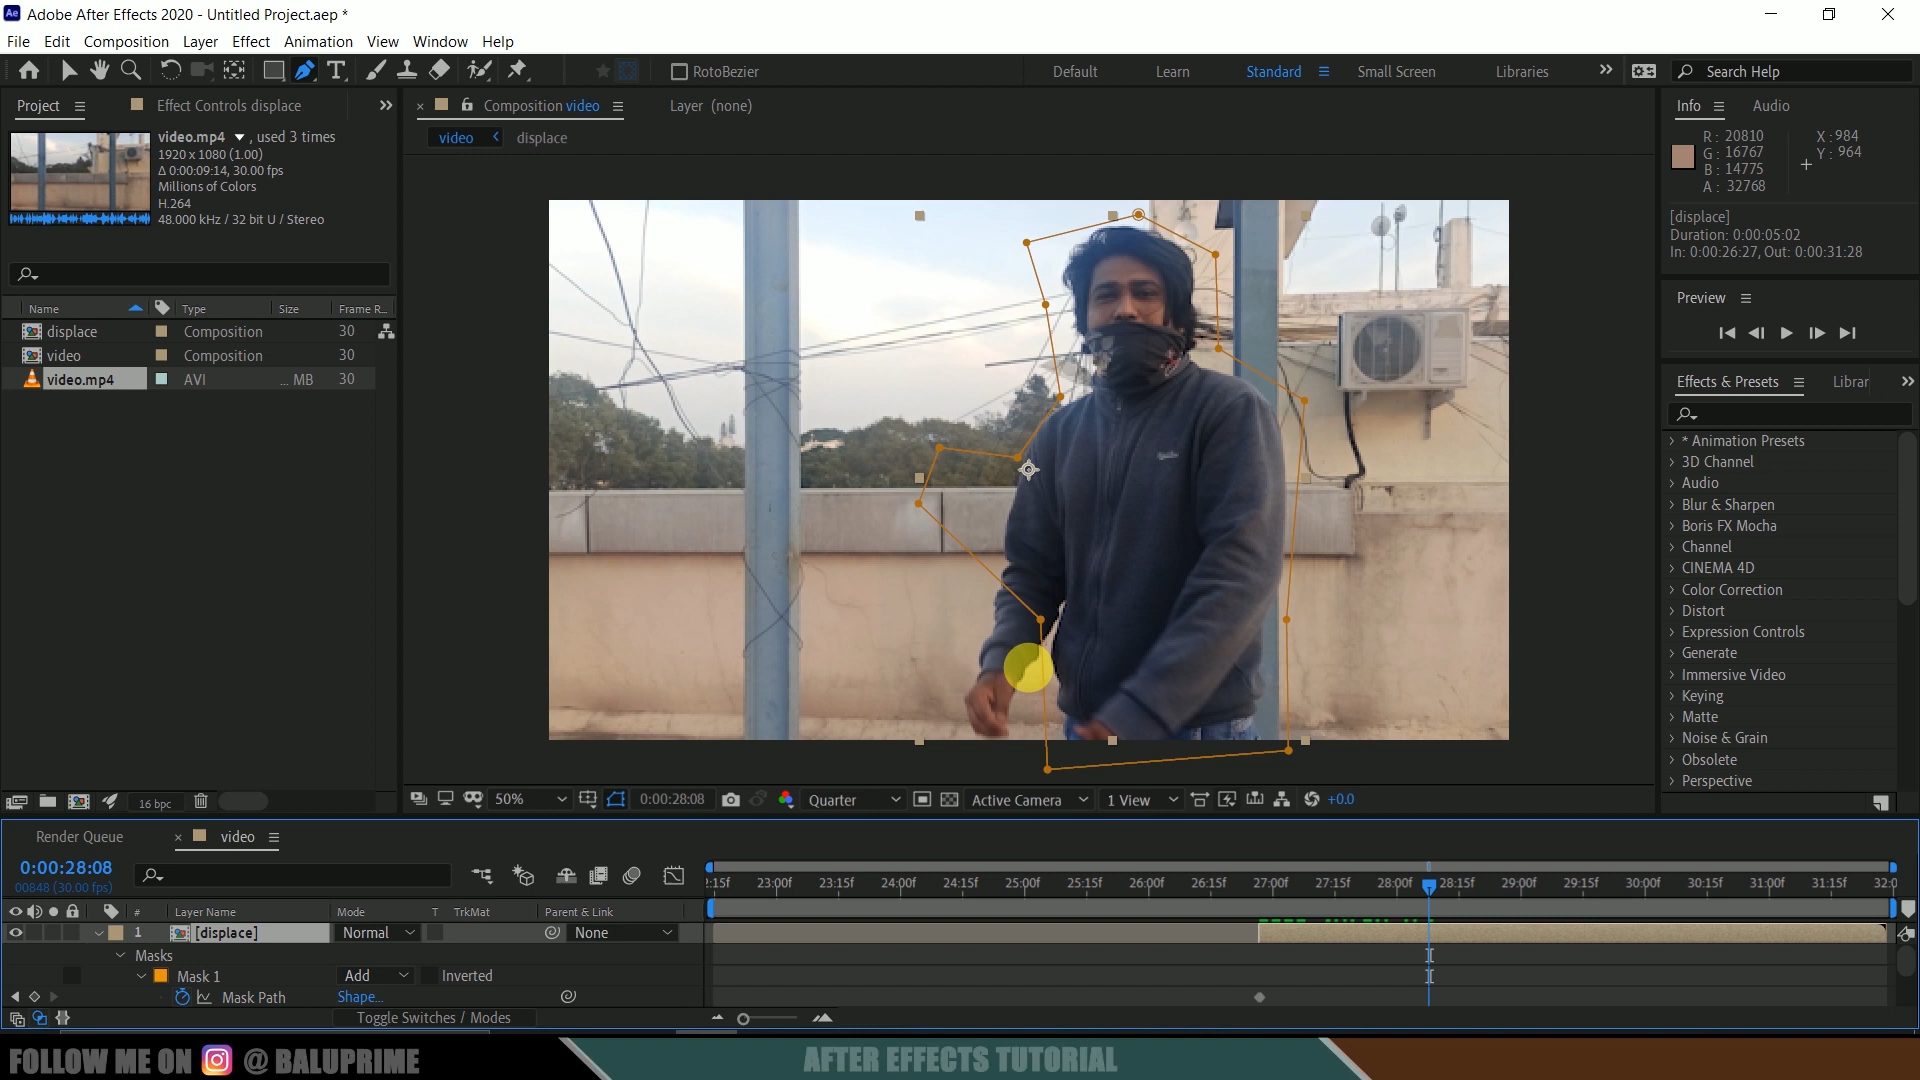 Ae Adobe After Effects 2020 - Untitled Project.aep *
File Edit Composition Layer Effect Animation View Window Help
RotoBezier Default Learn Standard Small Screen Libraries Search Help
Project Effect Controls displace
video.mp4 , used 3 times
1920 x 1080 (1.00)
Δ 0:00:09:14, 30.00 fps
Millions of Colors
H.264
48.000 kHz / 32 bit U / Stereo
Name Type Size Frame R...
displace Composition 30
video Composition 30
video.mp4 AVI ... MB 30
16 bpc
Composition video Layer (none)
video displace
50% 0:00:28:08 Quarter Active Camera 1 View +0.0
Info Audio
R: 20810
G: 16767
B: 14775
A: 32768
X: 984
Y: 964
[displace]
Duration: 0:00:05:02
In: 0:00:26:27, Out: 0:00:31:28
Preview
Effects & Presets Librar
* Animation Presets
3D Channel
Audio
Blur & Sharpen
Boris FX Mocha
Channel
CINEMA 4D
Color Correction
Distort
Expression Controls
Generate
Immersive Video
Keying
Matte
Noise & Grain
Obsolete
Perspective
Render Queue video
0:00:28:08
00848 (30.00 fps)
:15f 23:00f 23:15f 24:00f 24:15f 25:00f 25:15f 26:00f 26:15f 27:00f 27:15f 28:00f 28:15f 29:00f 29:15f 30:00f 30:15f 31:00f 31:15f 32:0
# Layer Name Mode T TrkMat Parent & Link
1 [displace] Normal None
Masks
Mask 1 Add Inverted
Mask Path Shape...
Toggle Switches / Modes
FOLLOW ME ON @ BALUPRIME AFTER EFFECTS TUTORIAL